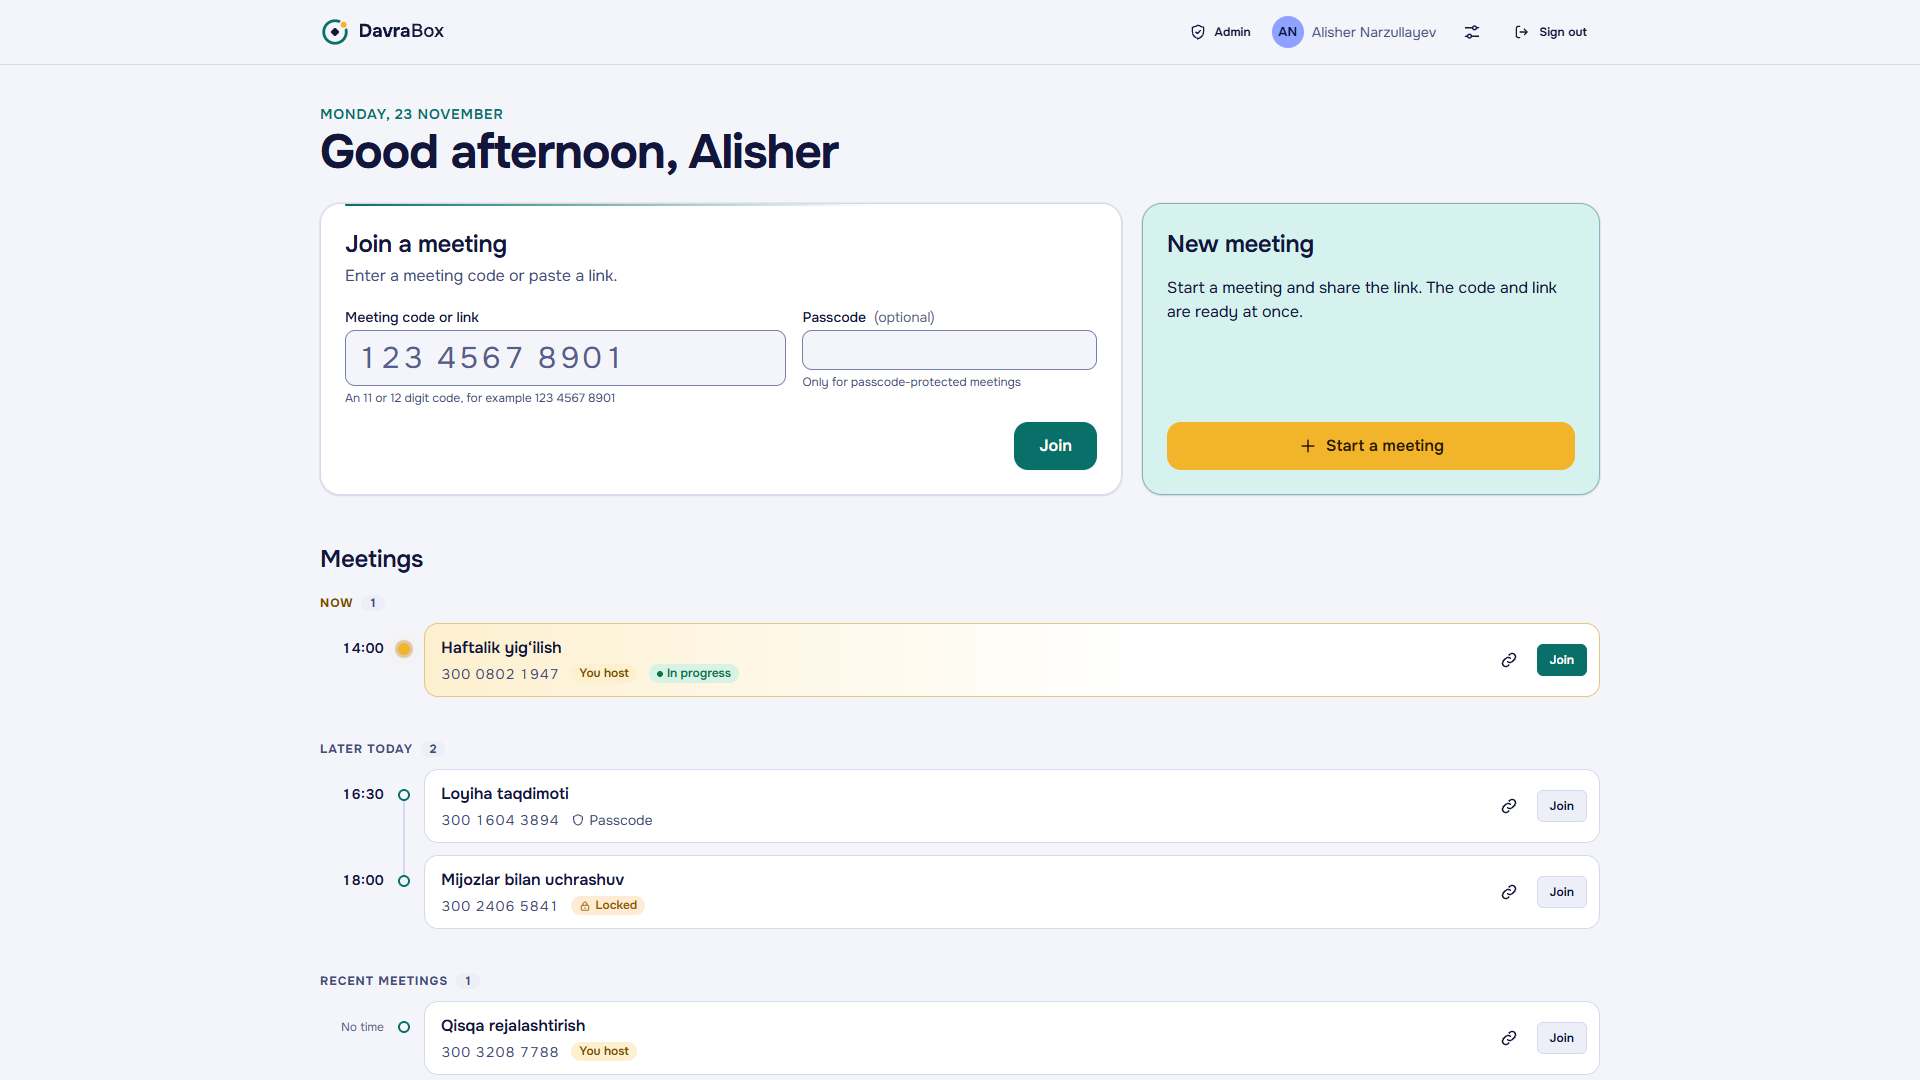 DavraBox
Admin
AN
Alisher Narzullayev
Sign out
MONDAY, 23 NOVEMBER
Good afternoon, Alisher
Join a meeting
Enter a meeting code or paste a link.
Meeting code or link
123 4567 8901
An 11 or 12 digit code, for example 123 4567 8901
Passcode (optional)
Only for passcode-protected meetings
Join
New meeting
Start a meeting and share the link. The code and link
are ready at once.
Start a meeting
Meetings
NOW 1
14:00
Haftalik yig‘ilish
300 0802 1947 You host In progress
Join
LATER TODAY 2
16:30
Loyiha taqdimoti
300 1604 3894 Passcode
Join
18:00
Mijozlar bilan uchrashuv
300 2406 5841 Locked
Join
RECENT MEETINGS 1
No time
Qisqa rejalashtirish
300 3208 7788 You host
Join